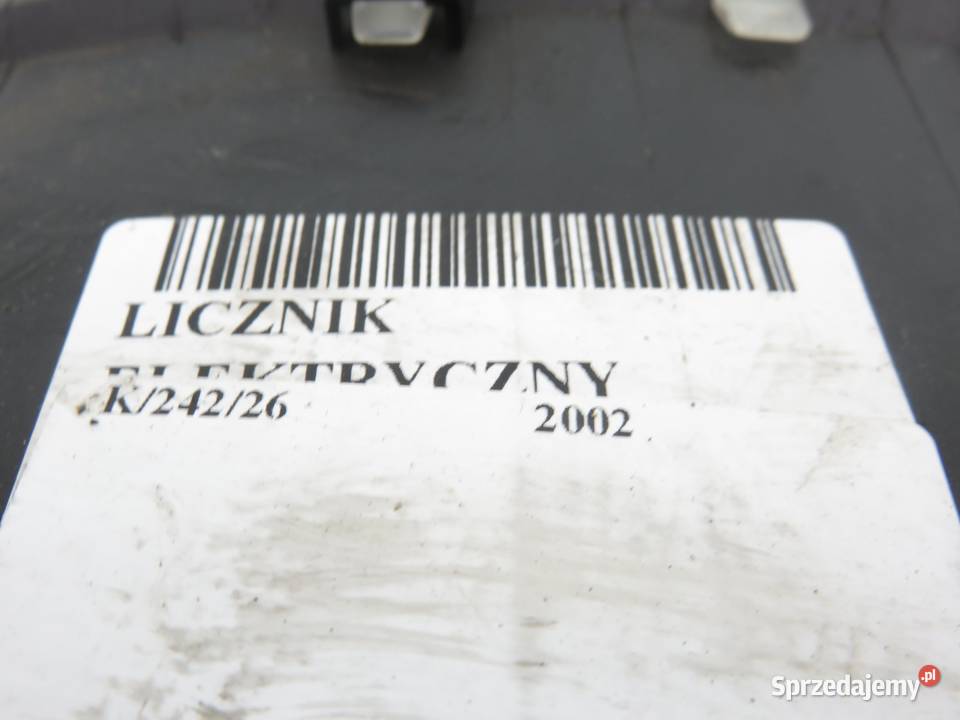 LICZNIK
ELEKTRYCZNY
K/242/26 2002
Sprzedajemy.pl